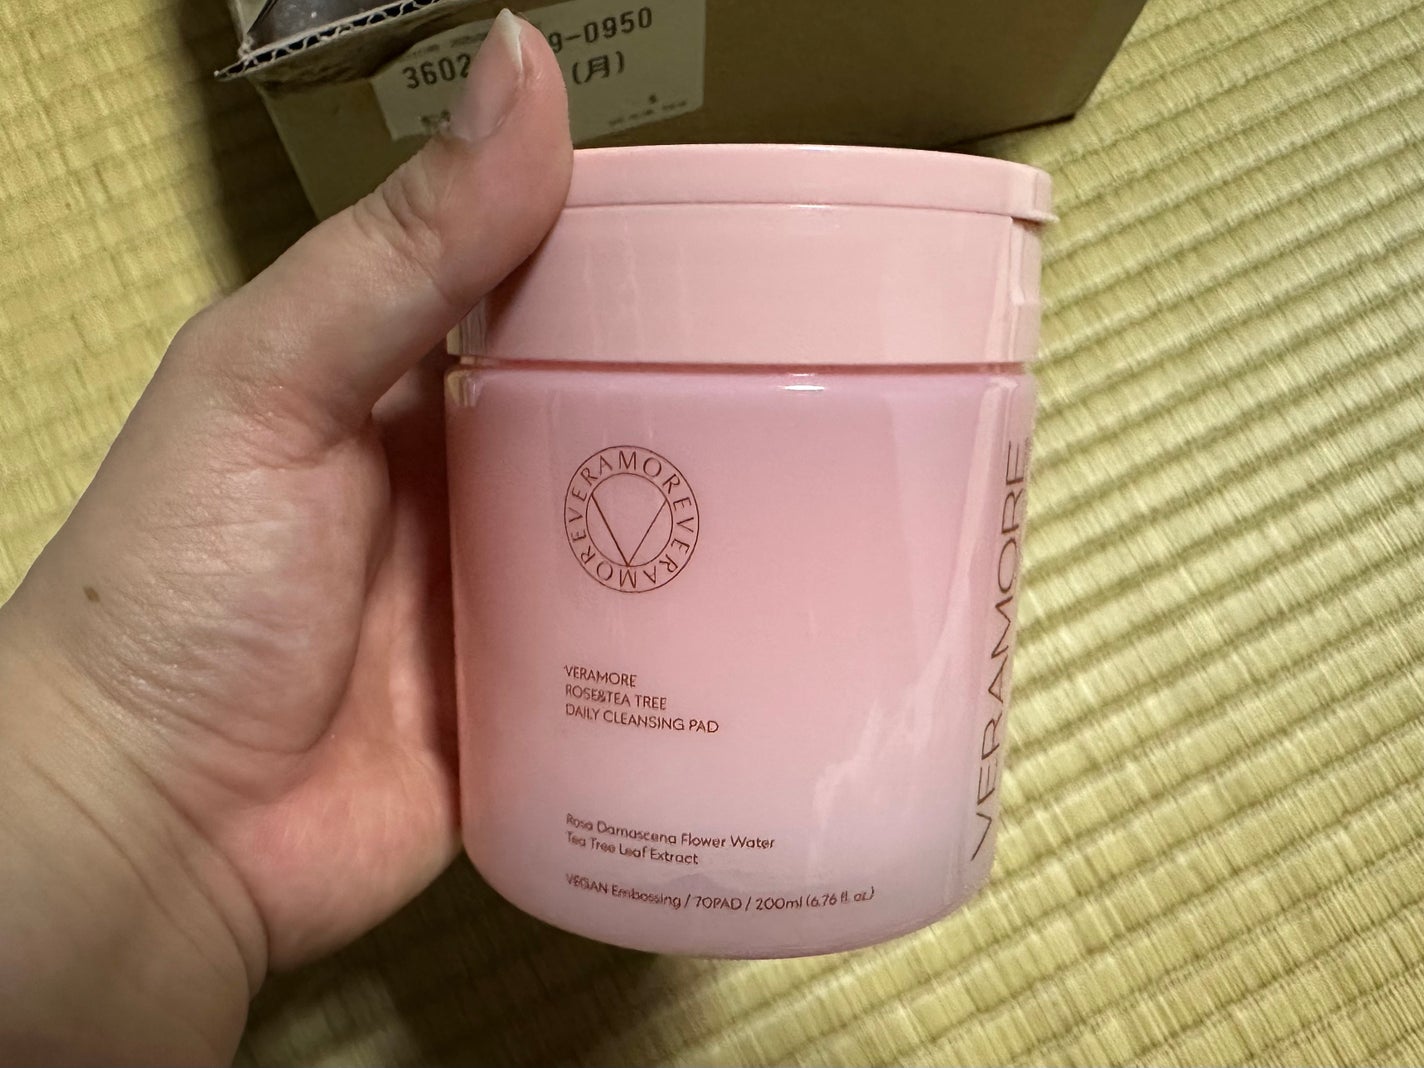 3602
9-0950
(月)
VERAMOREVERAMOREVERAMORE
VERAMORE
ROSE&TEA TREE
DAILY CLEANSING PAD
Rosa Damascena Flower Water
Tea Tree Leaf Extract
VEGAN Embossing / 70PAD / 200ml (6.76 fl. oz.)
VERAMORE